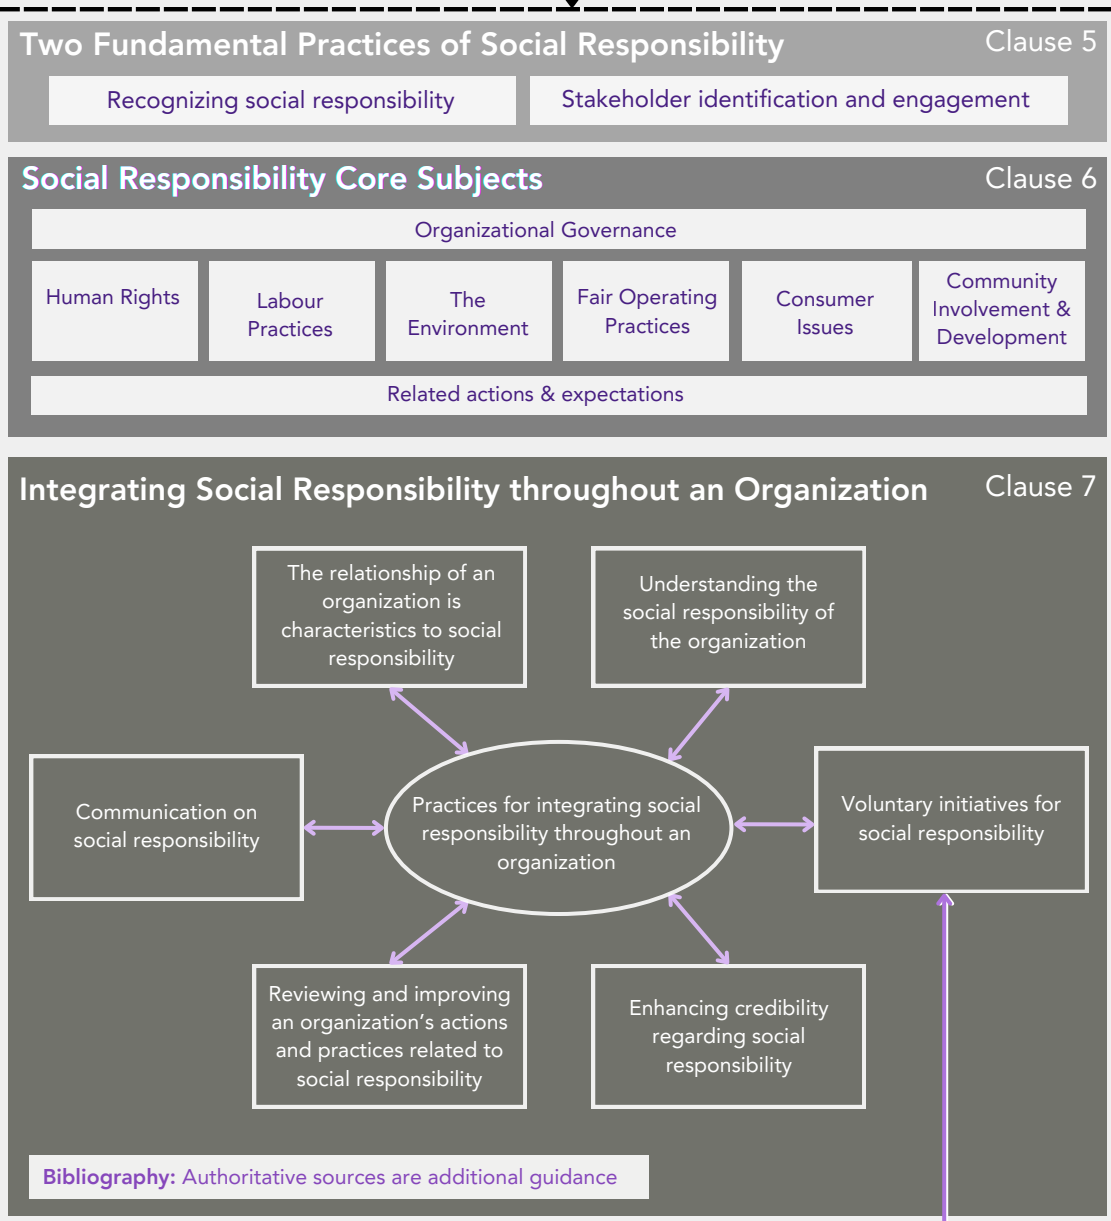 Two Fundamental Practices of Social Responsibility
Clause 5
Recognizing social responsibility
Stakeholder identification and engagement
Social Responsibility Core Subjects
Clause 6
Organizational Governance
Human Rights
Labour
Practices
The
Environment
Fair Operating
Practices
Consumer
Issues
Community
Involvement &
Development
Related actions & expectations
Integrating Social Responsibility throughout an Organization
Clause 7
The relationship of an
organization is
characteristics to social
responsibility
Understanding the
social responsibility of
the organization
Communication on
social responsibility
Practices for integrating social
responsibility throughout an
organization
Voluntary initiatives for
social responsibility
Reviewing and improving
an organization’s actions
and practices related to
social responsibility
Enhancing credibility
regarding social
responsibility
Bibliography: Authoritative sources are additional guidance